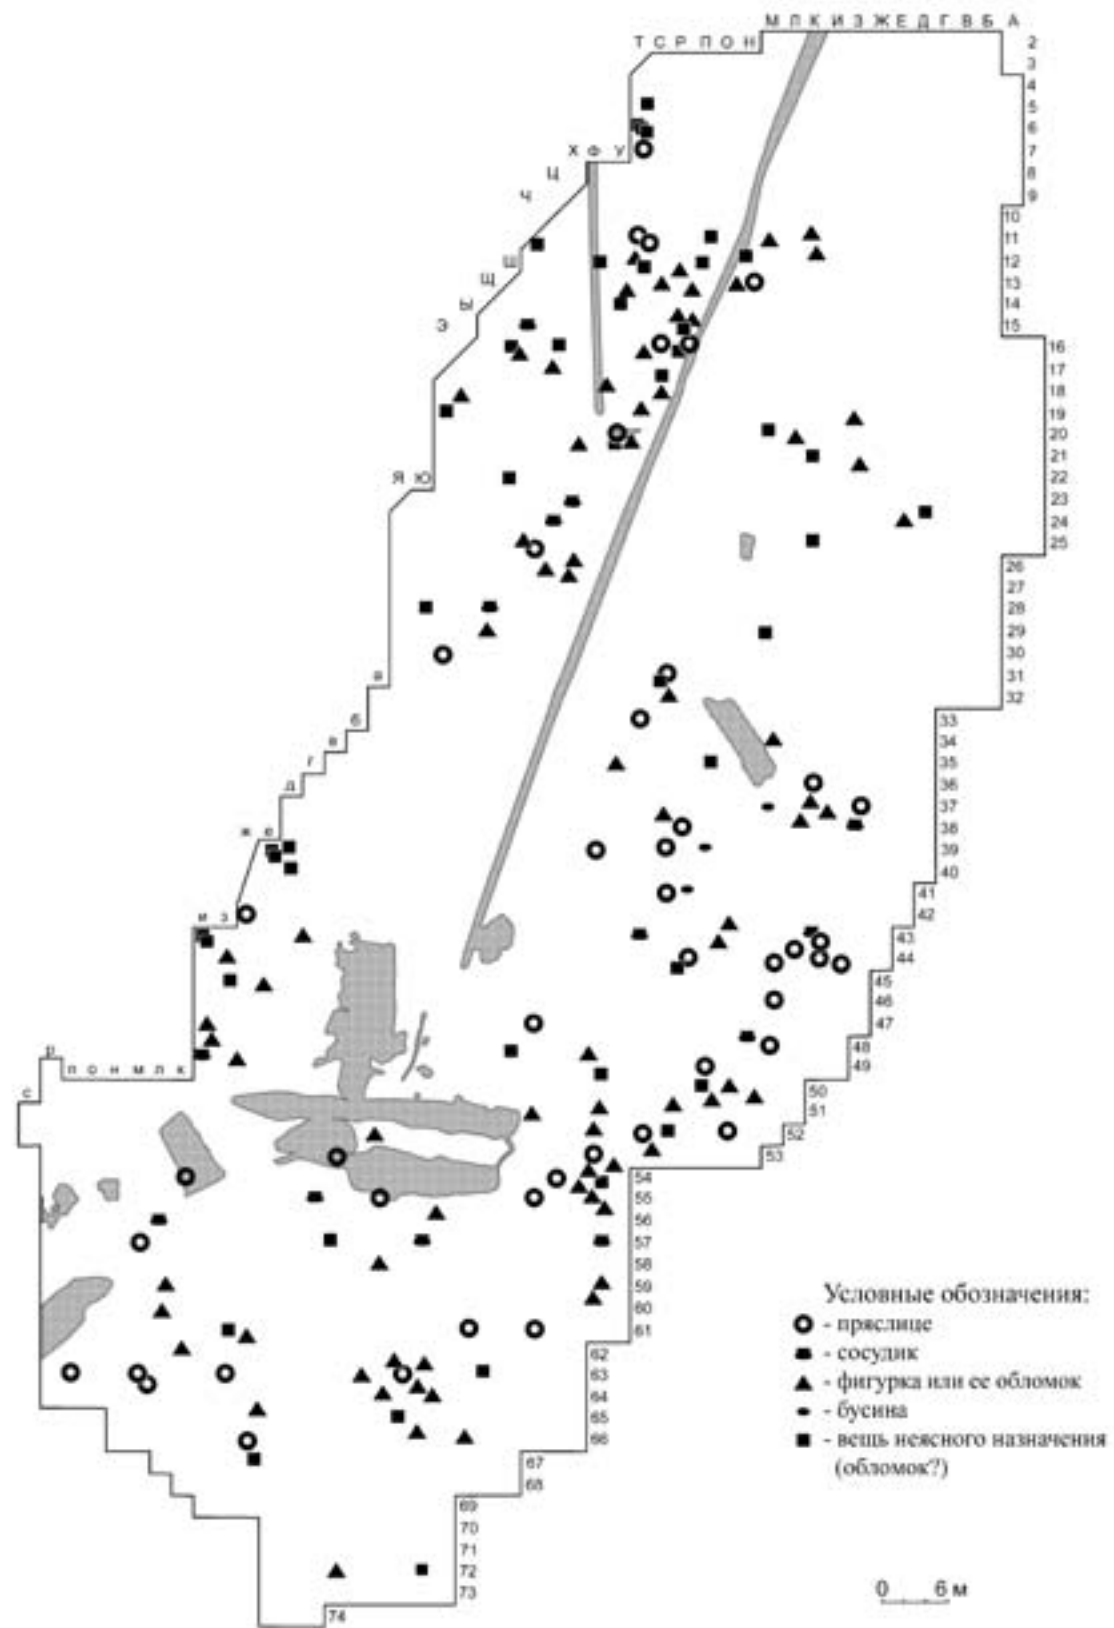 М Л К И З Ж Е Д Г В Б А
Т С Р П О Н
2
3
4
5
6
7
8
9
Х Ф У
Ц
Ч
10
11
12
13
14
15
Ш
Щ
Ы
Э
16
17
18
19
20
21
22
23
24
25
Я Ю
26
27
28
29
30
31
32
а
б
в
г
д
ж е
и з
33
34
35
36
37
38
39
40
41
42
43
44
45
46
47
48
49
50
51
52
53
р
п о н м л к
с
54
55
56
57
58
59
60
61
62
63
64
65
66
67
68
69
70
71
72
73
74
Условные обозначения:
- пряслице
- сосудик
- фигурка или ее обломок
- бусина
- вещь неясного назначения
(обломок?)
0 6 м